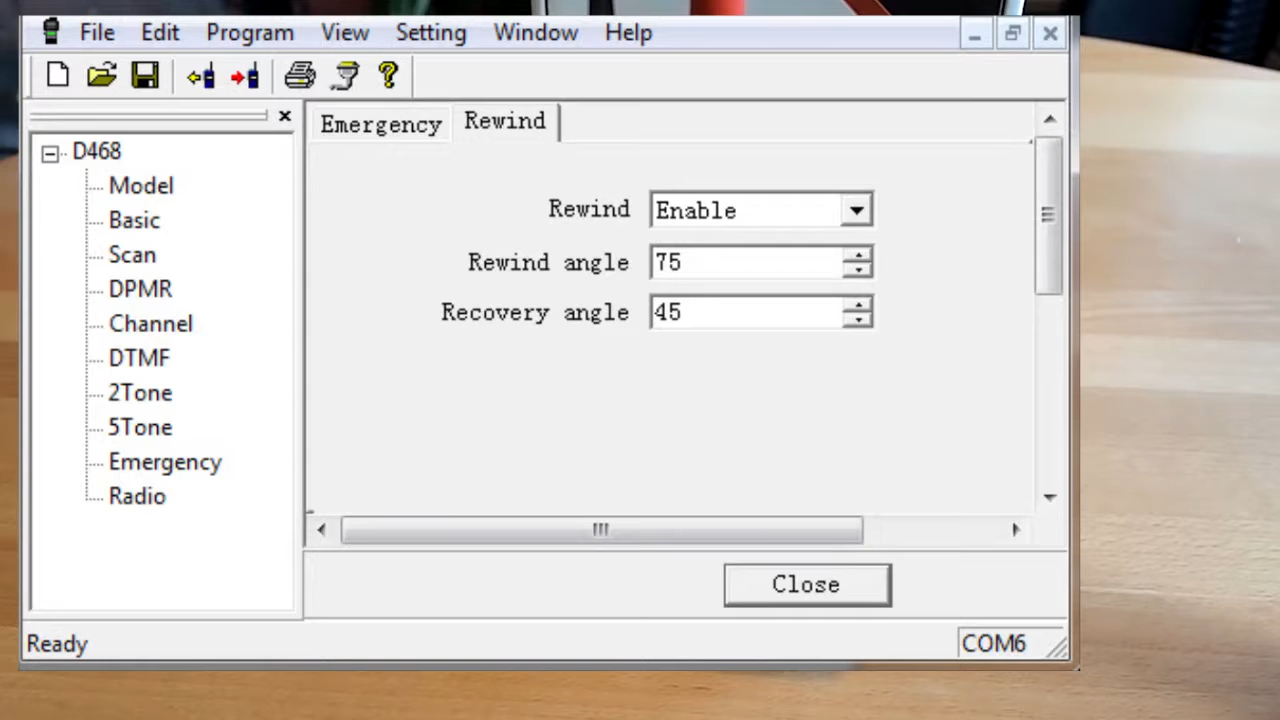 File Edit Program View Setting Window Help
D468
Model
Basic
Scan
DPMR
Channel
DTMF
2Tone
5Tone
Emergency
Radio
Emergency Rewind
Rewind Enable
Rewind angle 75
Recovery angle 45
Close
Ready COM6